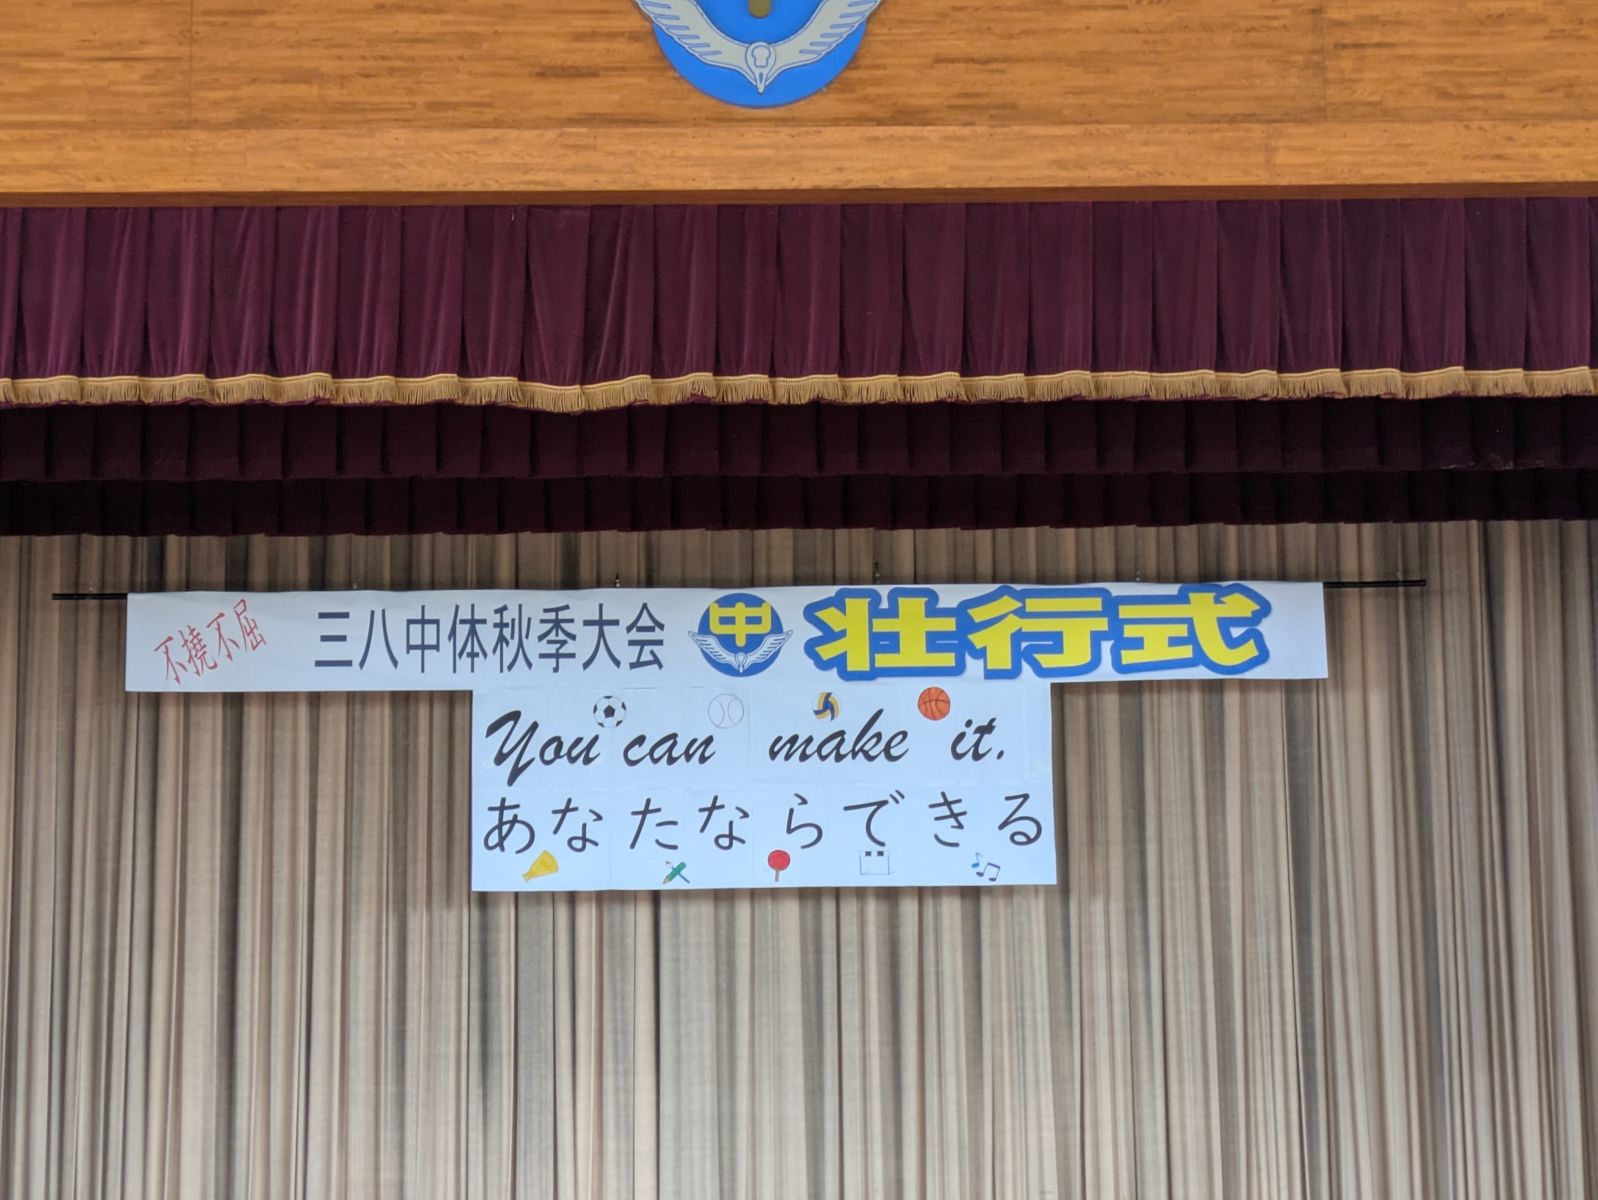 不撓不屈 三八中体秋季大会 中 壮行式
You can make it.
あなたならできる